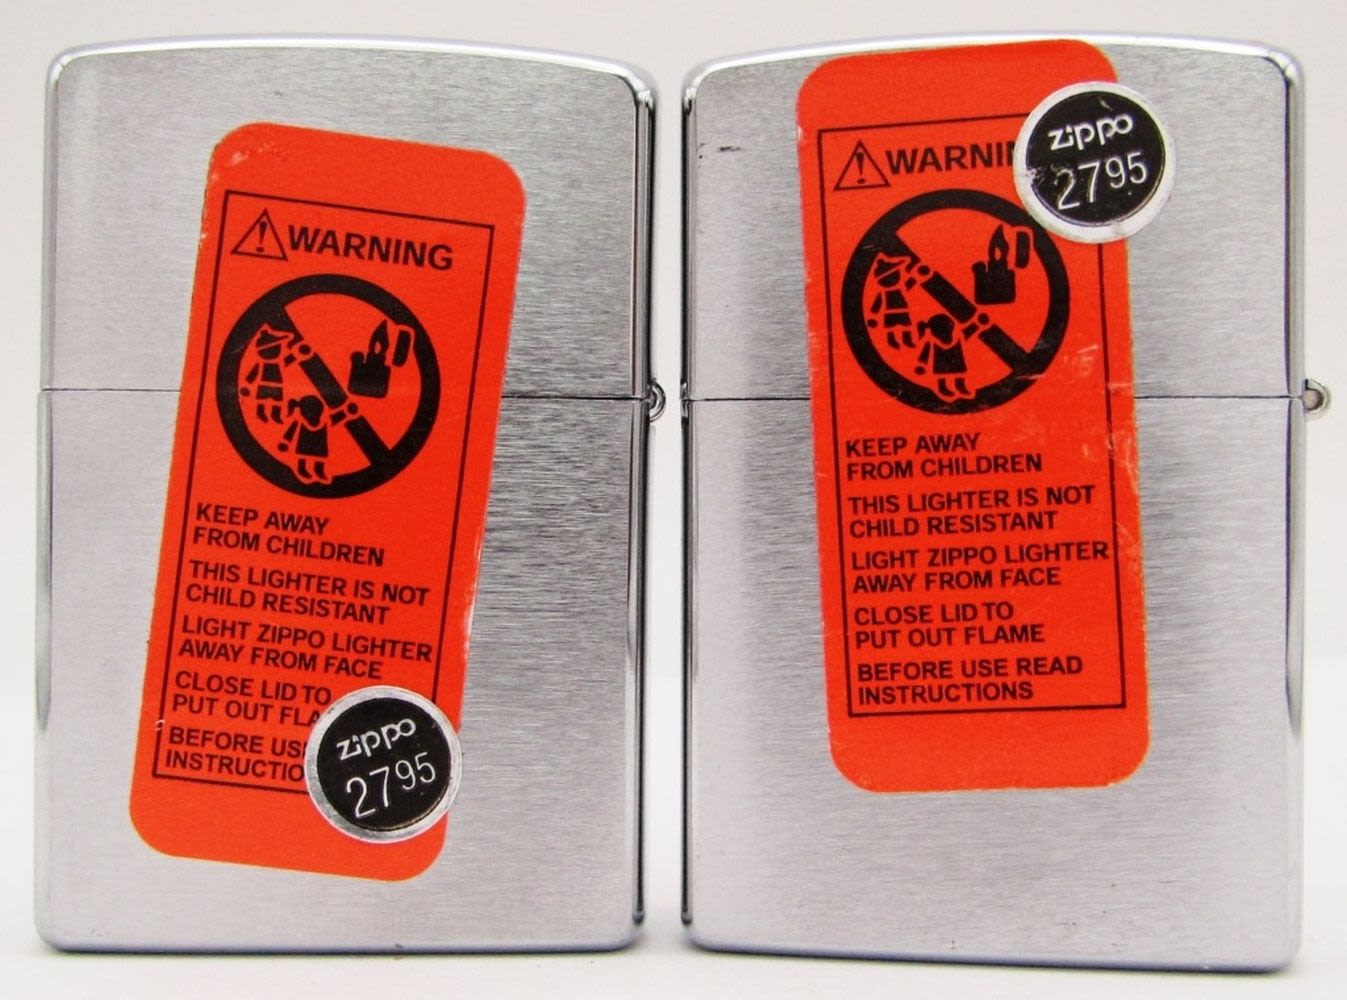 WARNING
KEEP AWAY
FROM CHILDREN
THIS LIGHTER IS NOT
CHILD RESISTANT
LIGHT ZIPPO LIGHTER
AWAY FROM FACE
CLOSE LID TO
PUT OUT FLA
BEFORE US
INSTRUCTIO
zippo
2795
WARNIN
zippo
2795
KEEP AWAY
FROM CHILDREN
THIS LIGHTER IS NOT
CHILD RESISTANT
LIGHT ZIPPO LIGHTER
AWAY FROM FACE
CLOSE LID TO
PUT OUT FLAME
BEFORE USE READ
INSTRUCTIONS